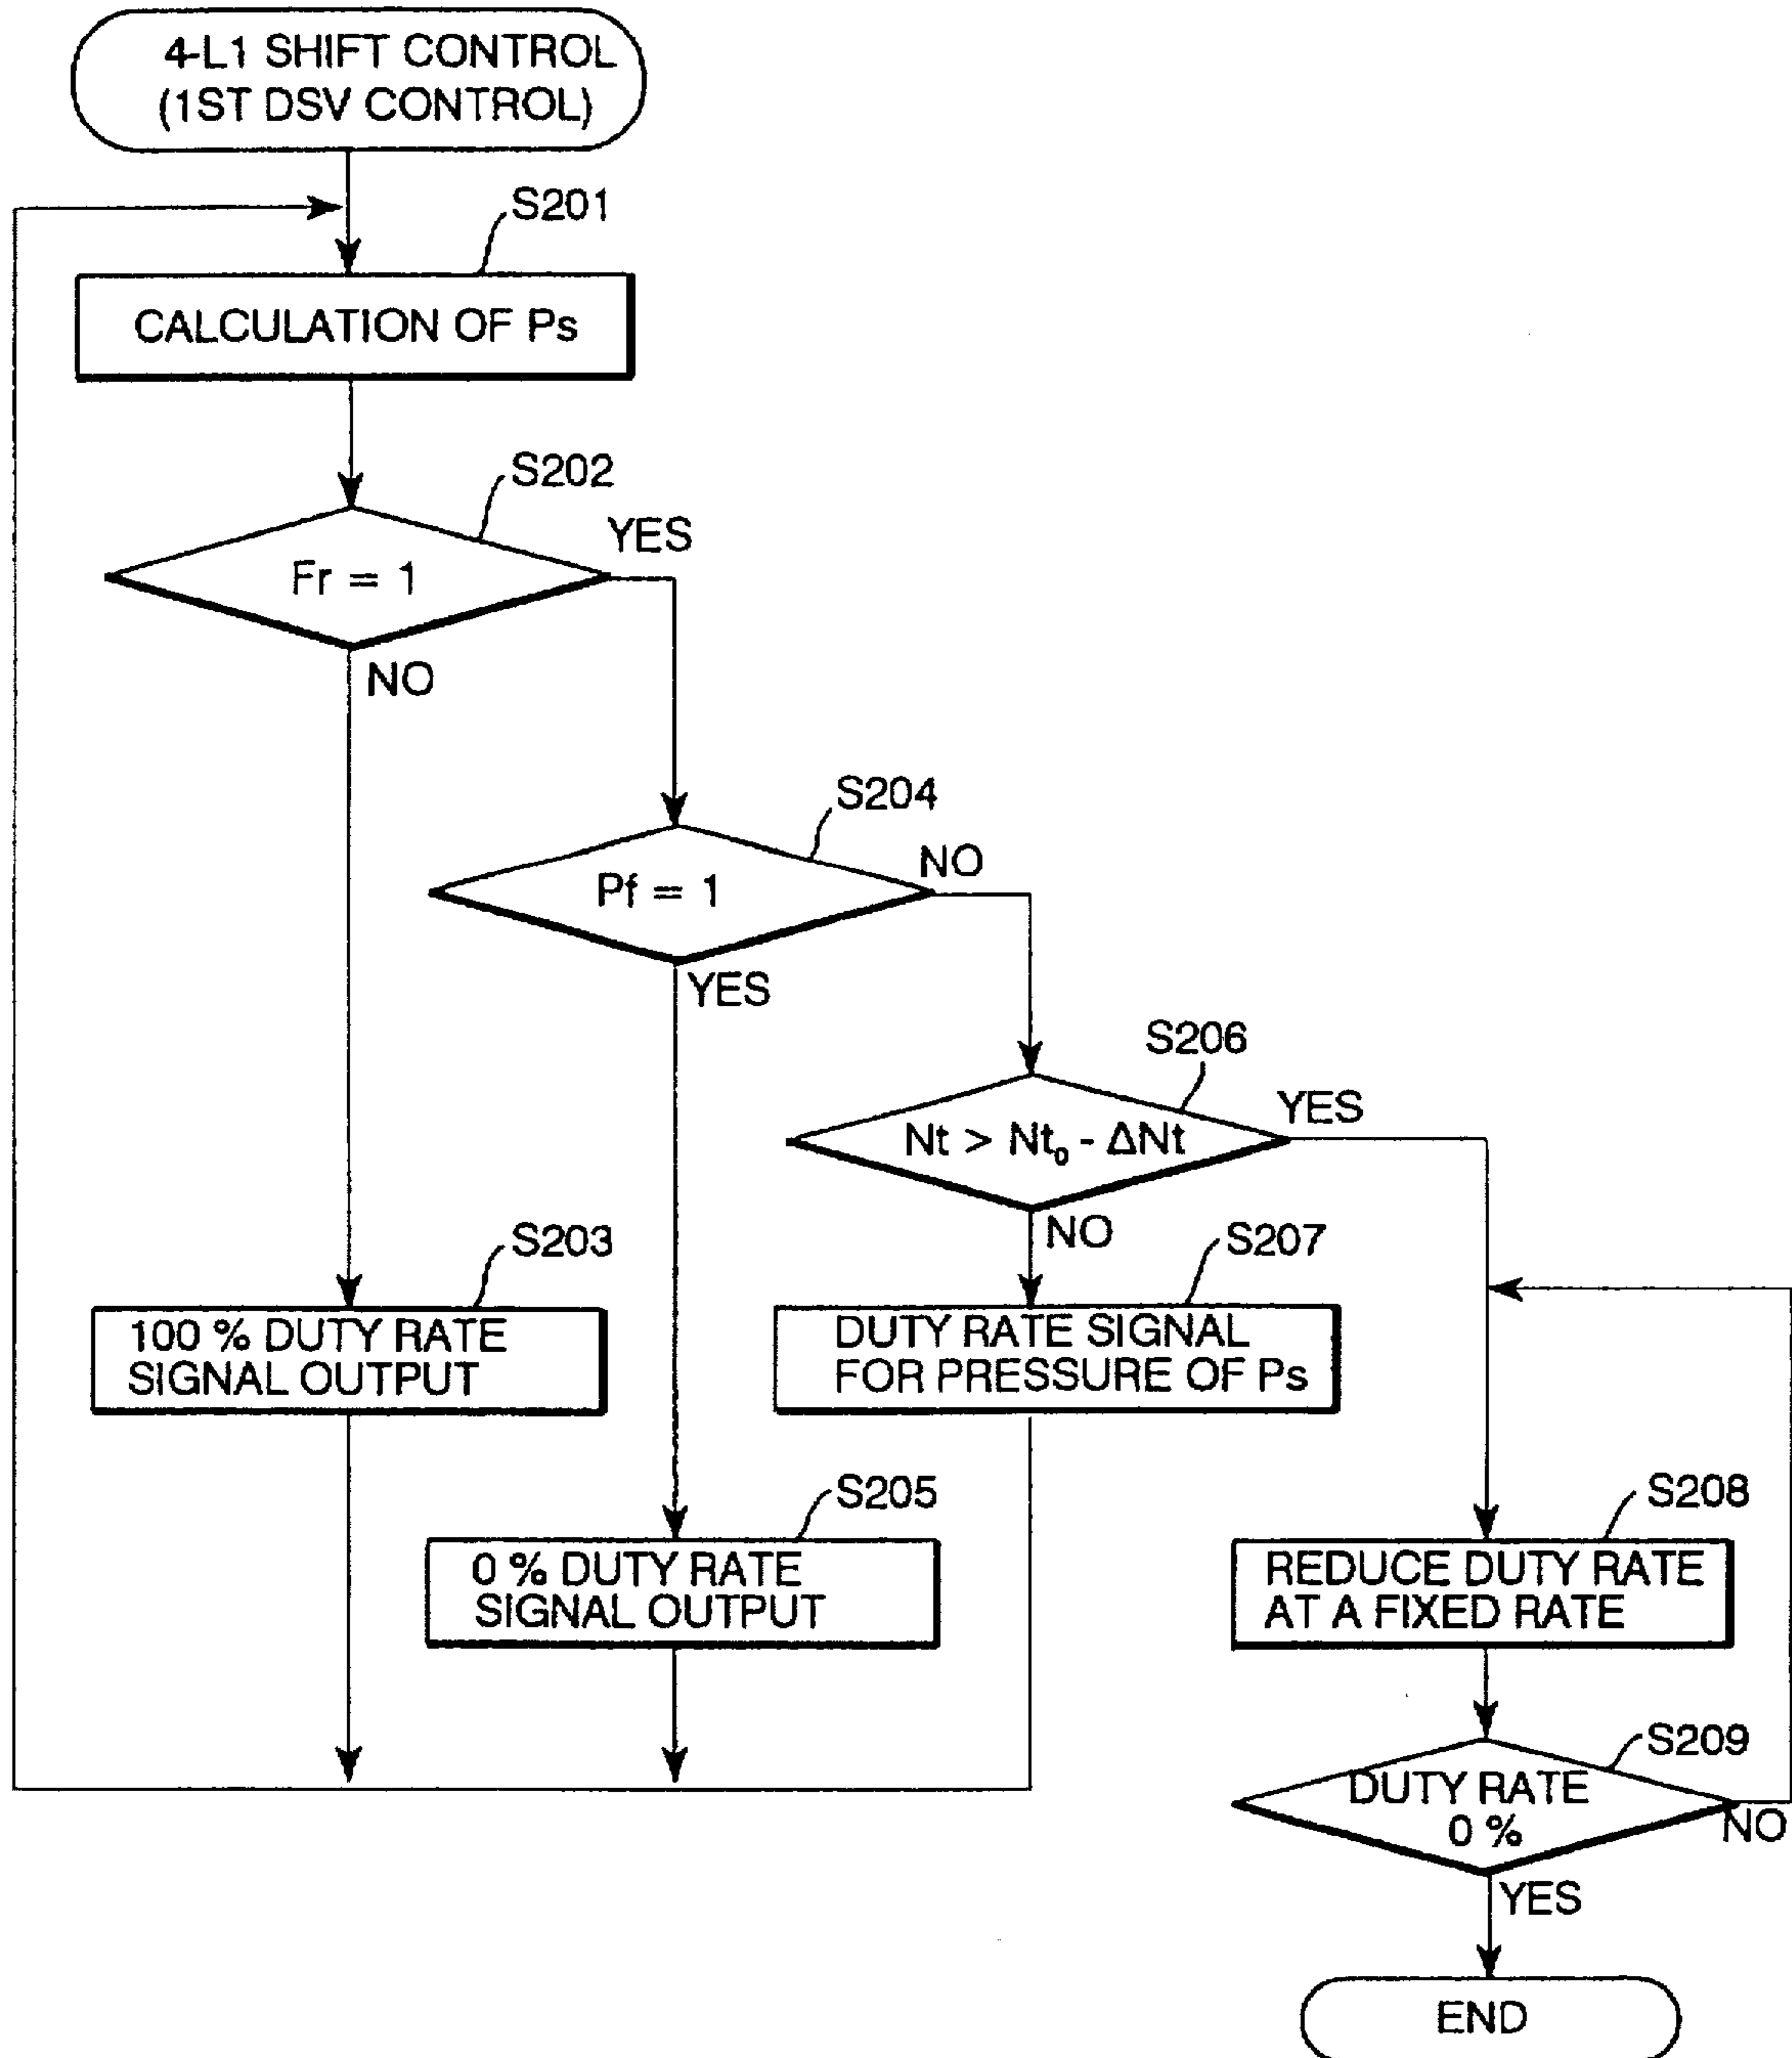 4-L1 SHIFT CONTROL
(1ST DSV CONTROL)
S201
CALCULATION OF Ps
S202
YES
Fr = 1
NO
S204
NO
Pf = 1
YES
S206
YES
Nt > Nt₀ - ΔNt
NO
S203
S207
100 % DUTY RATE
SIGNAL OUTPUT
DUTY RATE SIGNAL
FOR PRESSURE OF Ps
S205
S208
0 % DUTY RATE
SIGNAL OUTPUT
REDUCE DUTY RATE
AT A FIXED RATE
S209
DUTY RATE
0 %
NO
YES
END